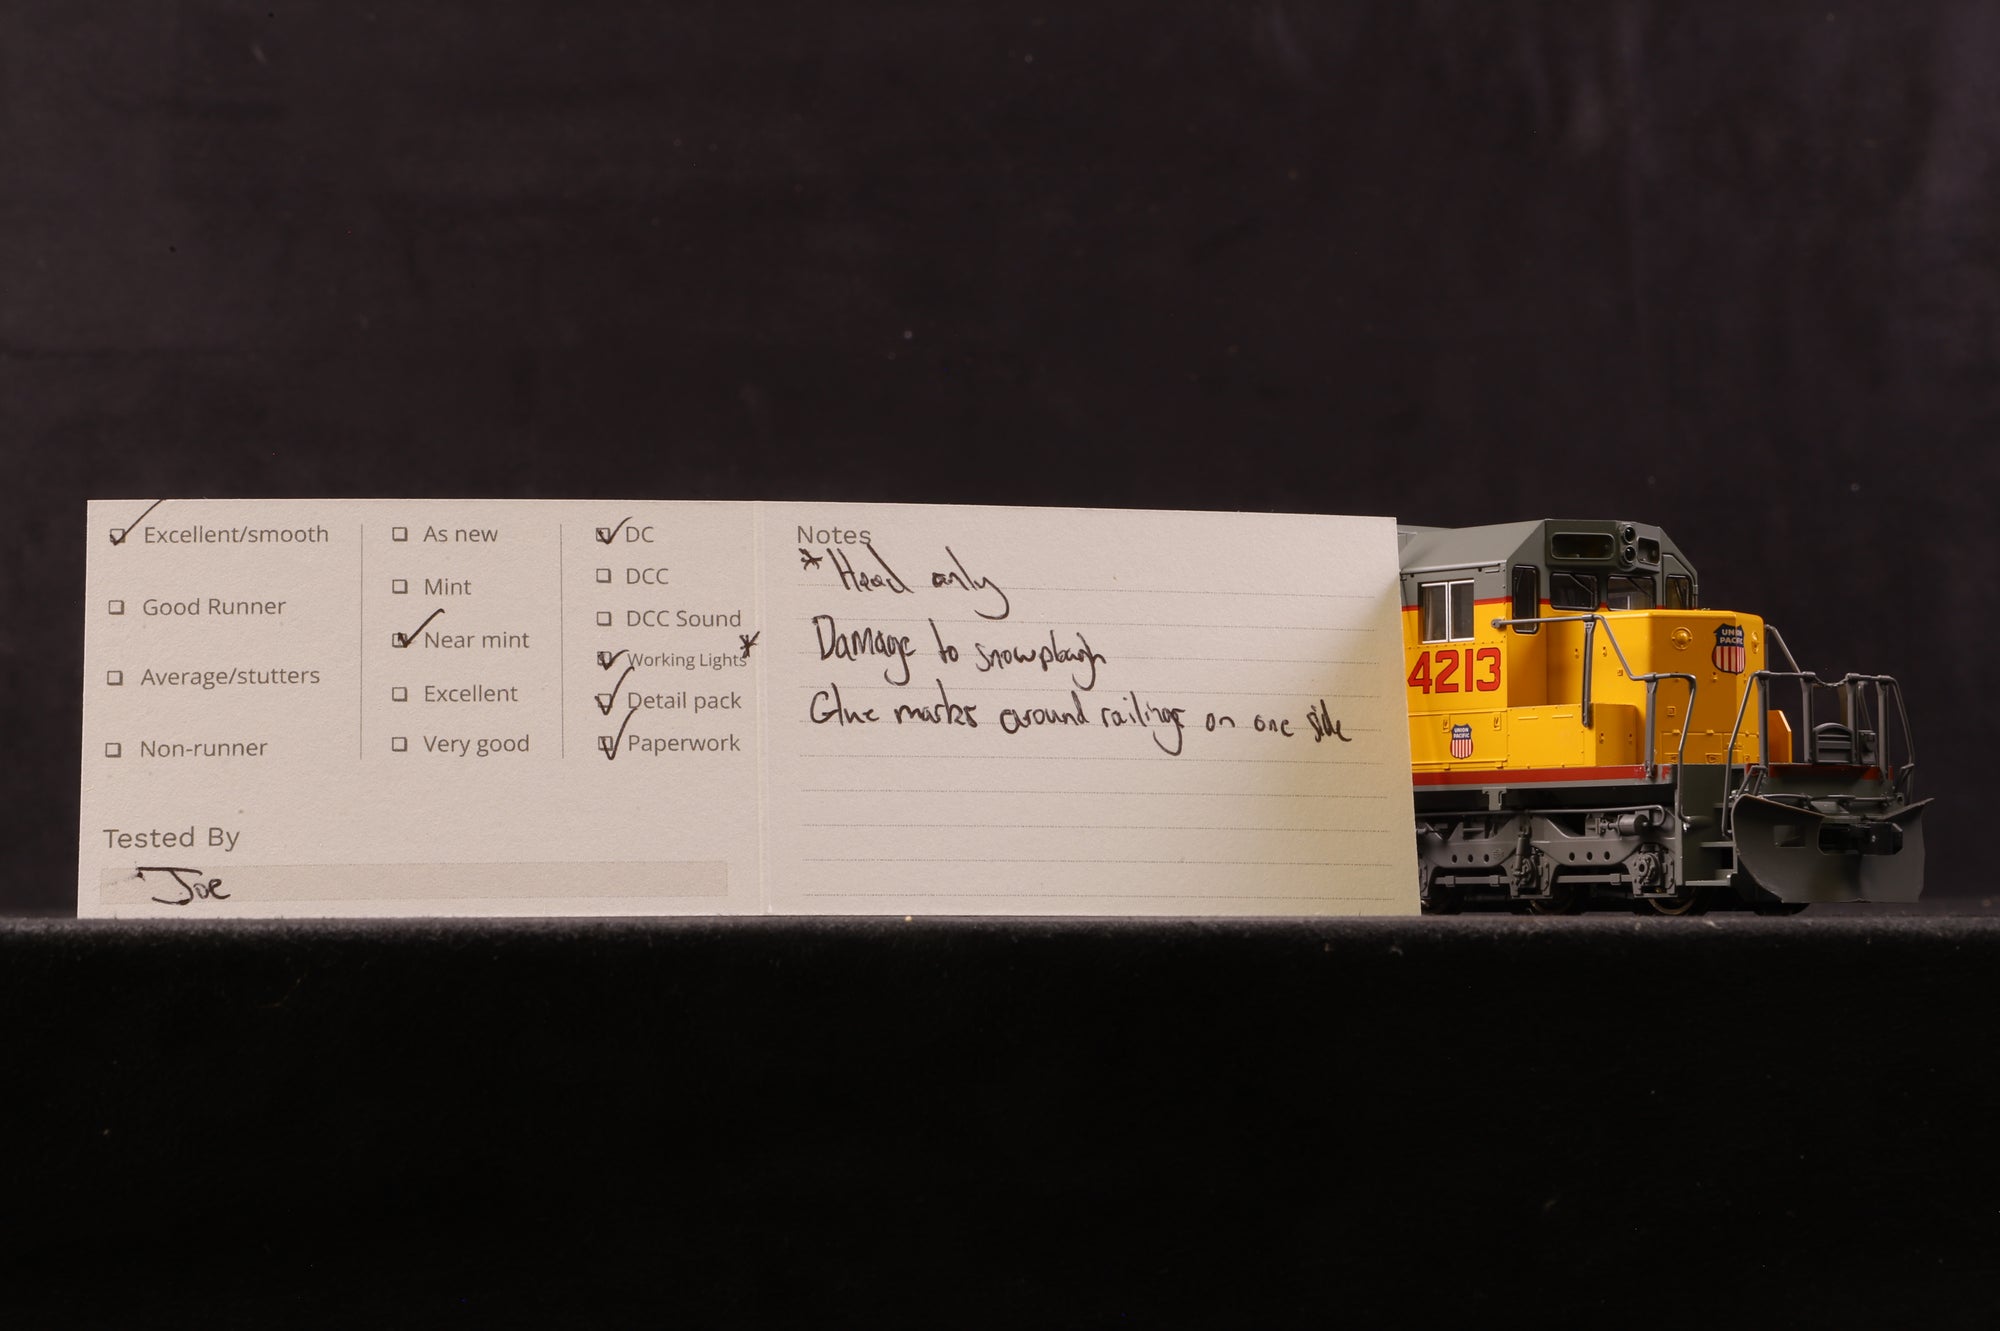 Excellent/smooth
Good Runner
Average/stutters
Non-runner
As new
Mint
Near mint
Excellent
Very good
DC
DCC
DCC Sound
Working Lights*
Detail pack
Paperwork
Tested By
Joe
Notes
*Head only
Damage to snowplough
Glue marks around railings on one side
4213
UNION
PACIFIC
UNION
PACIFIC